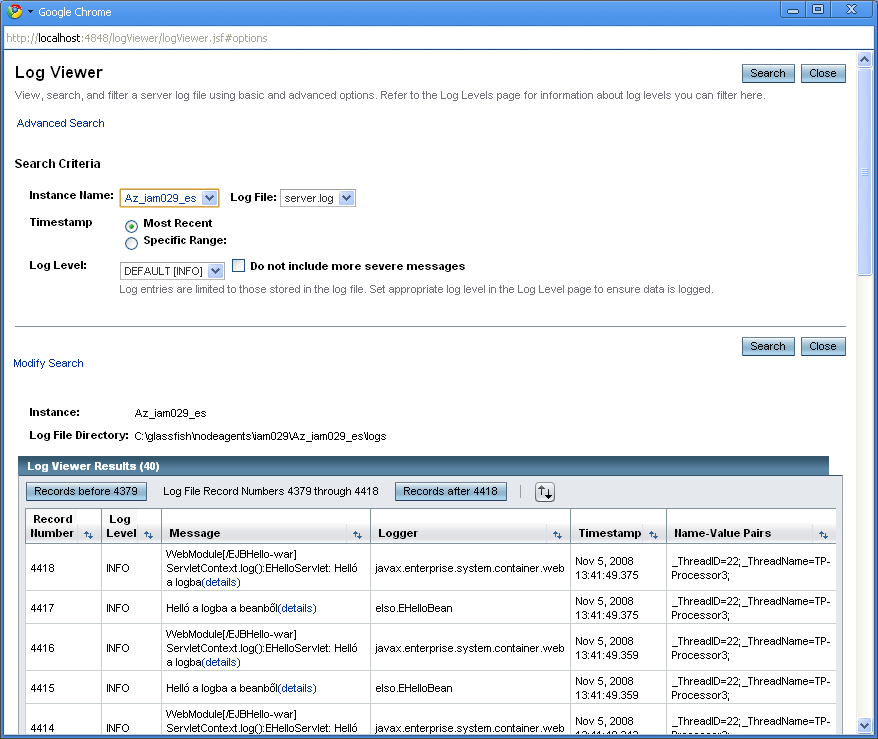 Google Chrome
http://localhost:4848/logViewer/logViewer.jsf#options
Log Viewer
Search Close
View, search, and filter a server log file using basic and advanced options. Refer to the Log Levels page for information about log levels you can filter here.
Advanced Search
Search Criteria
Instance Name: Az_iam029_es Log File: server.log
Timestamp Most Recent
Specific Range:
Log Level: DEFAULT [INFO] Do not include more severe messages
Log entries are limited to those stored in the log file. Set appropriate log level in the Log Level page to ensure data is logged.
Search Close
Modify Search
Instance: Az_iam029_es
Log File Directory: C:\glassfish\nodeagents\iam029\Az_iam029_es\logs
Log Viewer Results (40)
Records before 4379 Log File Record Numbers 4379 through 4418 Records after 4418
Record Log
Number Level Message Logger Timestamp Name-Value Pairs
WebModule[/EJBHello-war]
4418 INFO ServletContext.log():EHelloServlet: Helló javax.enterprise.system.container.web Nov 5, 2008 _ThreadID=22;_ThreadName=TP-
a logba(details) 13:41:49.375 Processor3;
4417 INFO Helló a logba a beanből(details) elso.EHelloBean Nov 5, 2008 _ThreadID=22;_ThreadName=TP-
13:41:49.375 Processor3;
WebModule[/EJBHello-war]
4416 INFO ServletContext.log():EHelloServlet: Helló javax.enterprise.system.container.web Nov 5, 2008 _ThreadID=22;_ThreadName=TP-
a logba(details) 13:41:49.359 Processor3;
4415 INFO Helló a logba a beanből(details) elso.EHelloBean Nov 5, 2008 _ThreadID=22;_ThreadName=TP-
13:41:49.359 Processor3;
WebModule[/EJBHello-war]
4414 INFO ServletContext.log():EHelloServlet: Helló javax.enterprise.system.container.web Nov 5, 2008 _ThreadID=22;_ThreadName=TP-